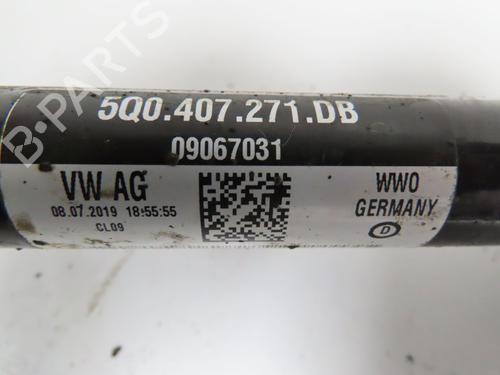 5Q0.407.271.DB
09067031
VW AG
08.07.2019 18:55:55
CL09
WWO
GERMANY
D
B-PARTS